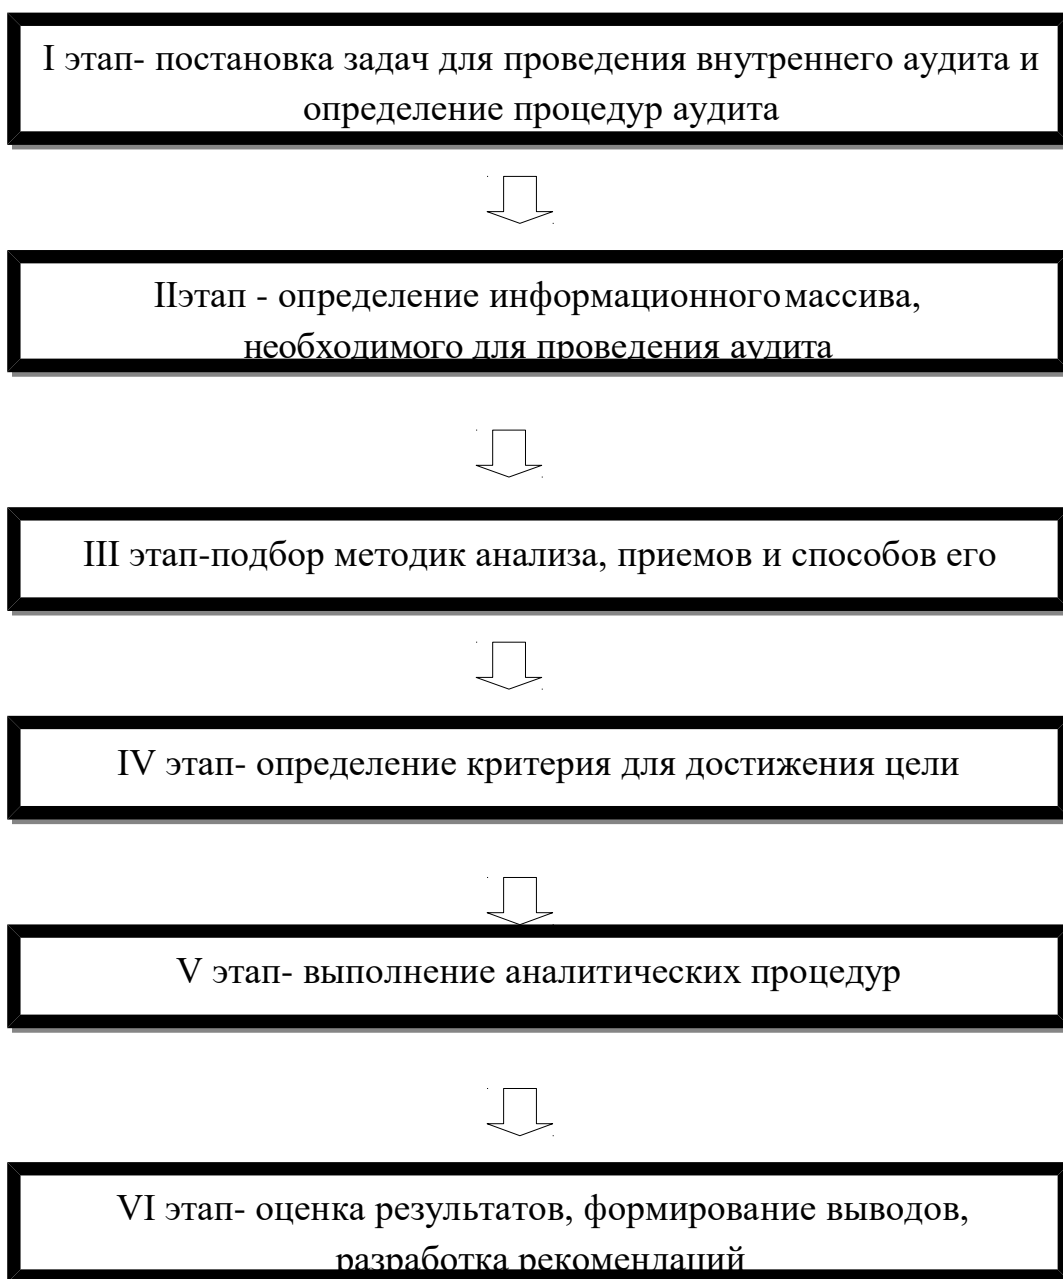 I этап- постановка задач для проведения внутреннего аудита и
определение процедур аудита
IIэтап - определение информационного массива,
необходимого для проведения аудита
III этап-подбор методик анализа, приемов и способов его
IV этап- определение критерия для достижения цели
V этап- выполнение аналитических процедур
VI этап- оценка результатов, формирование выводов,
разработка рекомендаций